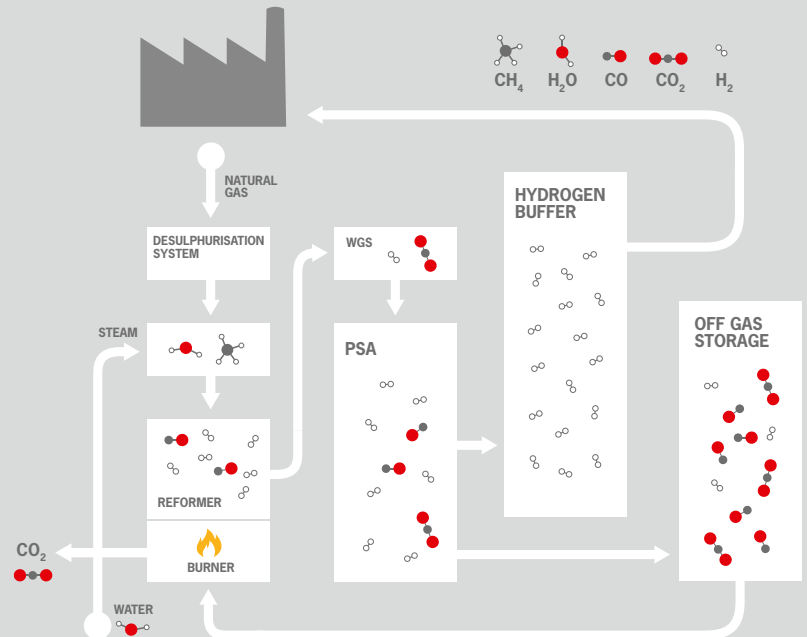 CH₄ H₂O CO CO₂ H₂
NATURAL
GAS
DESULPHURISATION
SYSTEM
WGS
HYDROGEN
BUFFER
STEAM
PSA
OFF GAS
STORAGE
REFORMER
BURNER
CO₂
WATER